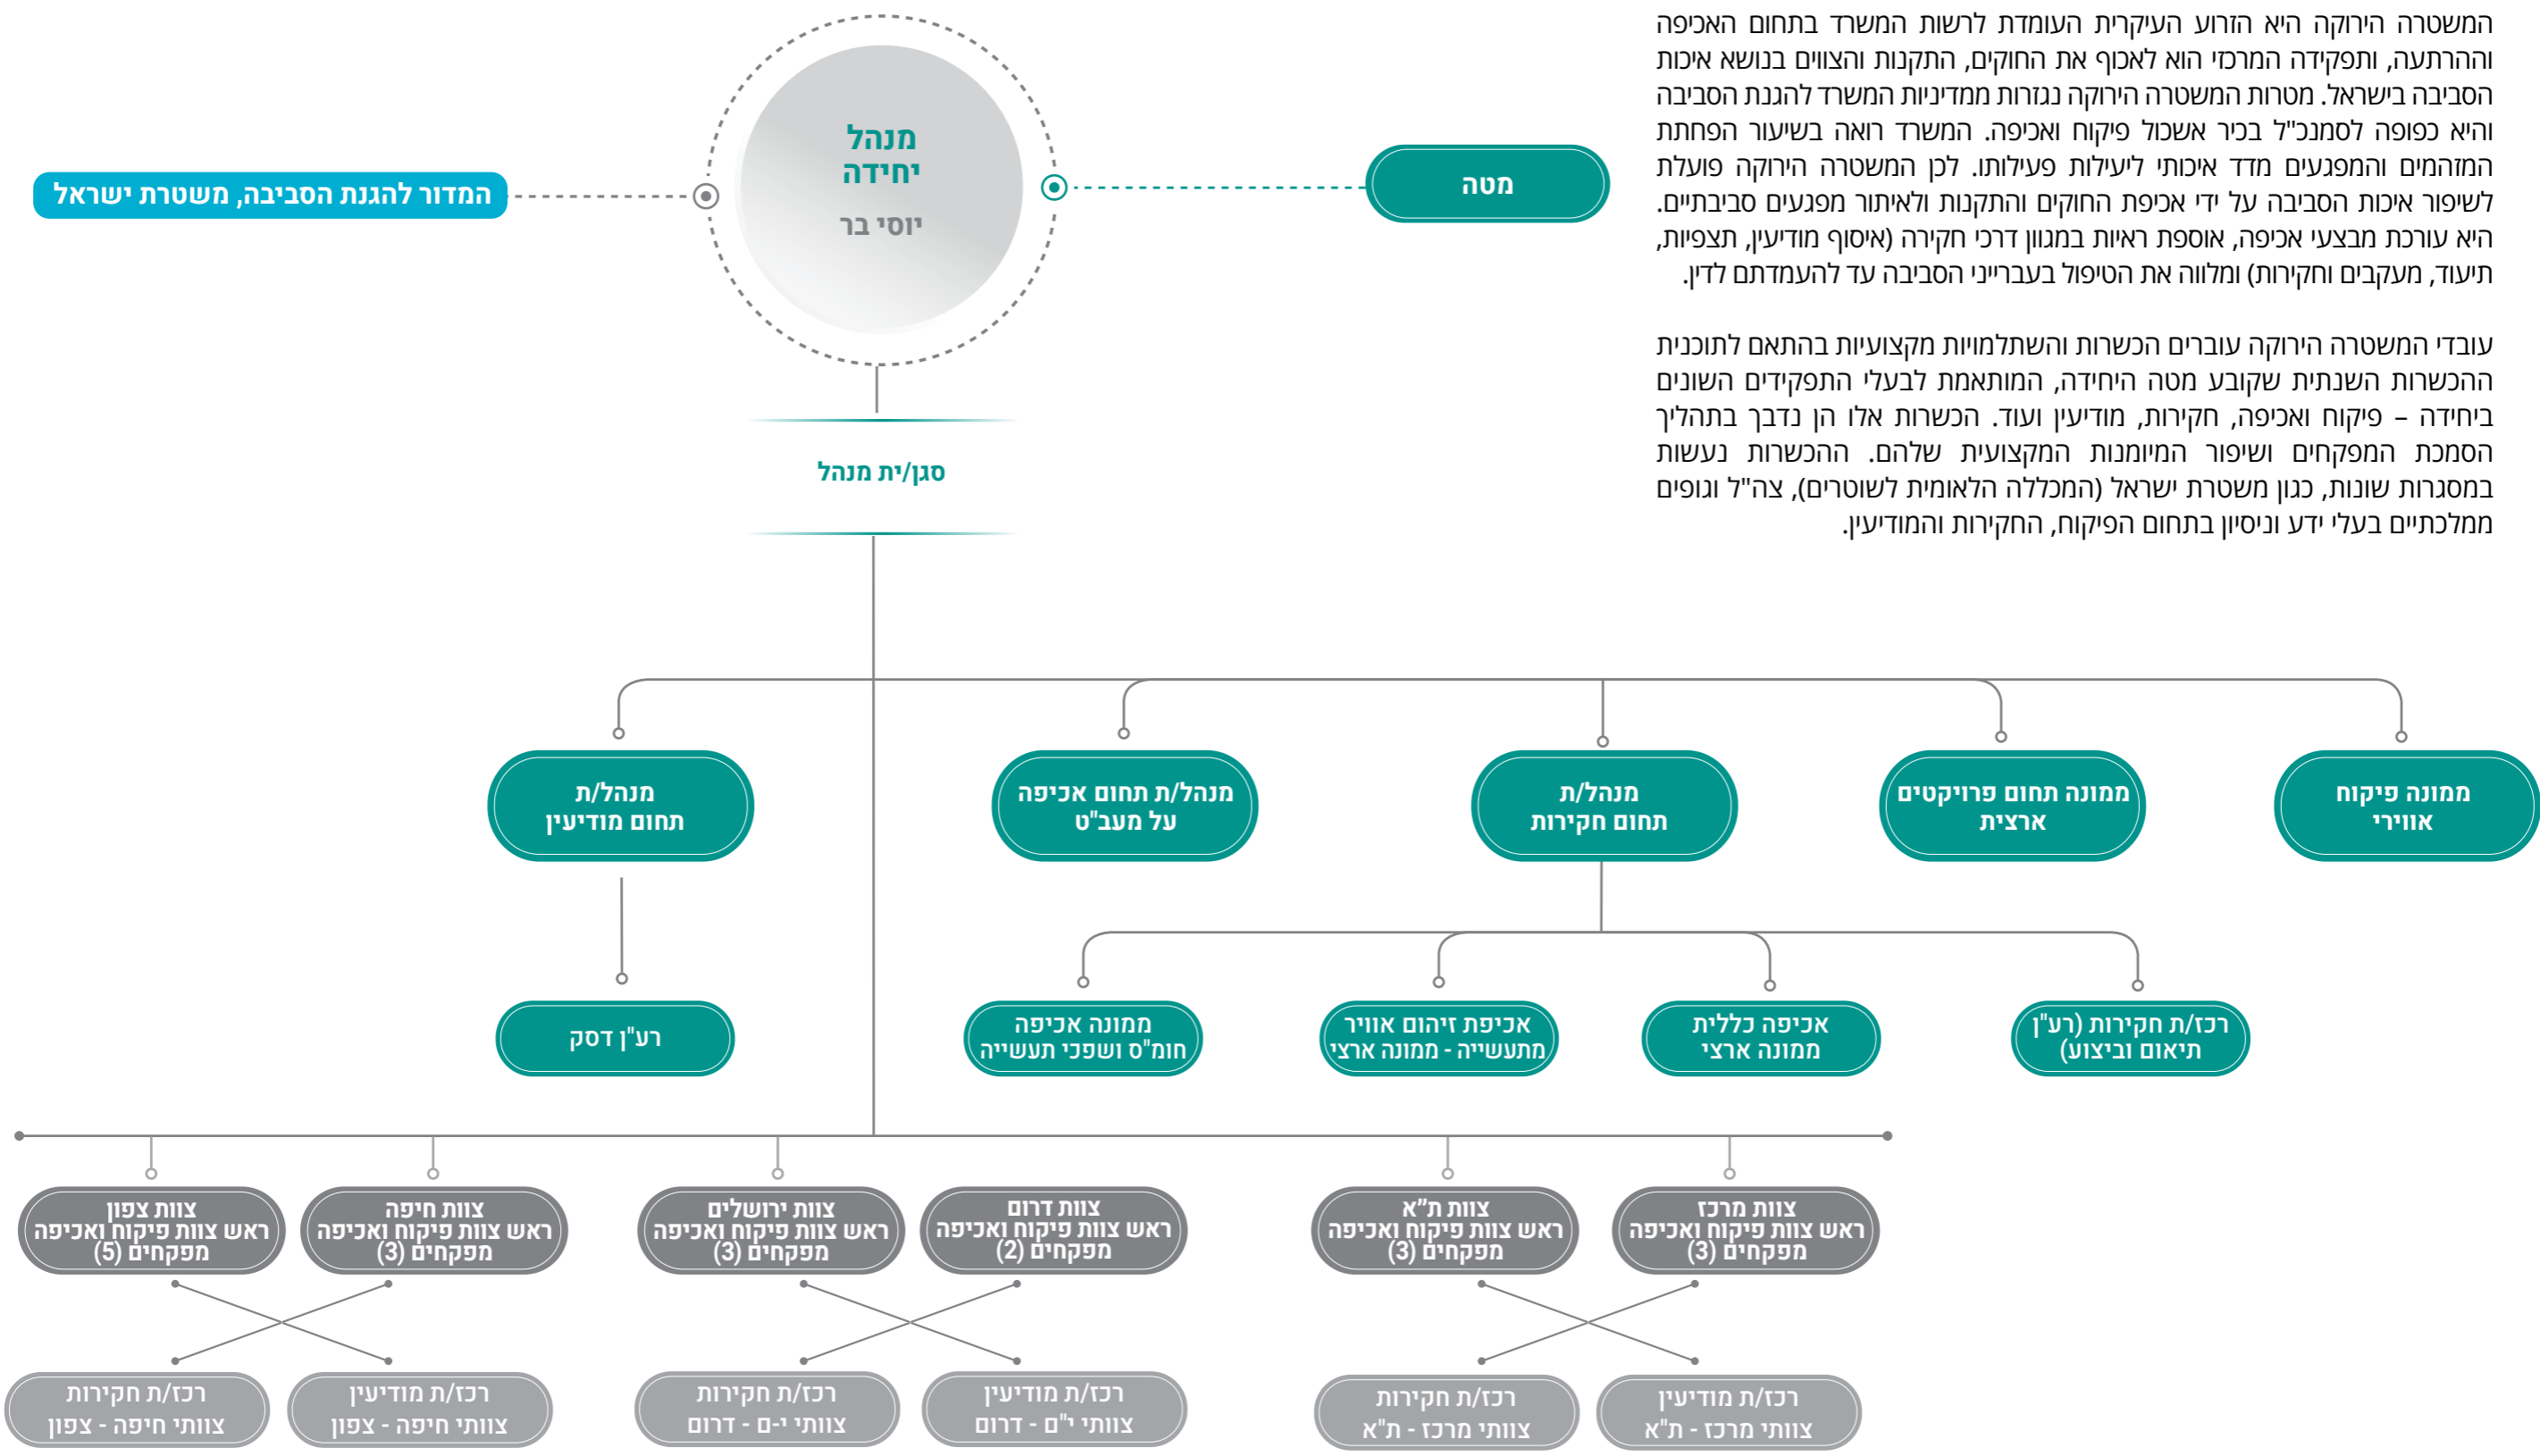 המשטרה הירוקה היא הזרוע העיקרית העומדת לרשות המשרד בתחום האכיפה
וההרתעה, ותפקידה המרכזי הוא לאכוף את החוקים, התקנות והצווים בנושא איכות
הסביבה בישראל. מטרות המשטרה הירוקה נגזרות ממדיניות המשרד להגנת הסביבה
והיא כפופה לסמנכ"ל בכיר אשכול פיקוח ואכיפה. המשרד רואה בשיעור הפחתת
המזהמים והמפגעים מדד איכותי ליעילות פעילותו. לכן המשטרה הירוקה פועלת
לשיפור איכות הסביבה על ידי אכיפת החוקים והתקנות ולאיתור מפגעים סביבתיים.
היא עורכת מבצעי אכיפה, אוספת ראיות במגוון דרכי חקירה (איסוף מודיעין, תצפיות,
תיעוד, מעקבים וחקירות) ומלווה את הטיפול בעברייני הסביבה עד להעמדתם לדין.
עובדי המשטרה הירוקה עוברים הכשרות והשתלמויות מקצועיות בהתאם לתוכנית
ההכשרות השנתית שקובע מטה היחידה, המותאמת לבעלי התפקידים השונים
ביחידה – פיקוח ואכיפה, חקירות, מודיעין ועוד. הכשרות אלו הן נדבך בתהליך
הסמכת המפקחים ושיפור המיומנות המקצועית שלהם. ההכשרות נעשות
במסגרות שונות, כגון משטרת ישראל (המכללה הלאומית לשוטרים), צה"ל וגופים
ממלכתיים בעלי ידע וניסיון בתחום הפיקוח, החקירות והמודיעין.
מטה
מנהל
יחידה
יוסי בר
המדור להגנת הסביבה, משטרת ישראל
סגן/ית מנהל
ממונה פיקוח
אווירי
ממונה תחום פרויקטים
ארצית
מנהל/ת
תחום חקירות
מנהל/ת תחום אכיפה
על מעב"ט
מנהל/ת
תחום מודיעין
רכז/ת חקירות (רע"ן
תיאום וביצוע)
אכיפה כללית
ממונה ארצי
אכיפת זיהום אוויר
מתעשייה - ממונה ארצי
ממונה אכיפה
חומ"ס ושפכי תעשייה
רע"ן דסק
צוות מרכז
ראש צוות פיקוח ואכיפה
מפקחים (3)
צוות ת״א
ראש צוות פיקוח ואכיפה
מפקחים (3)
צוות דרום
ראש צוות פיקוח ואכיפה
מפקחים (2)
צוות ירושלים
ראש צוות פיקוח ואכיפה
מפקחים (3)
צוות חיפה
ראש צוות פיקוח ואכיפה
מפקחים (3)
צוות צפון
ראש צוות פיקוח ואכיפה
מפקחים (5)
רכז/ת מודיעין
צוותי מרכז - ת"א
רכז/ת חקירות
צוותי מרכז - ת"א
רכז/ת מודיעין
צוותי י"ם - דרום
רכז/ת חקירות
צוותי י-ם - דרום
רכז/ת מודיעין
צוותי חיפה - צפון
רכז/ת חקירות
צוותי חיפה - צפון